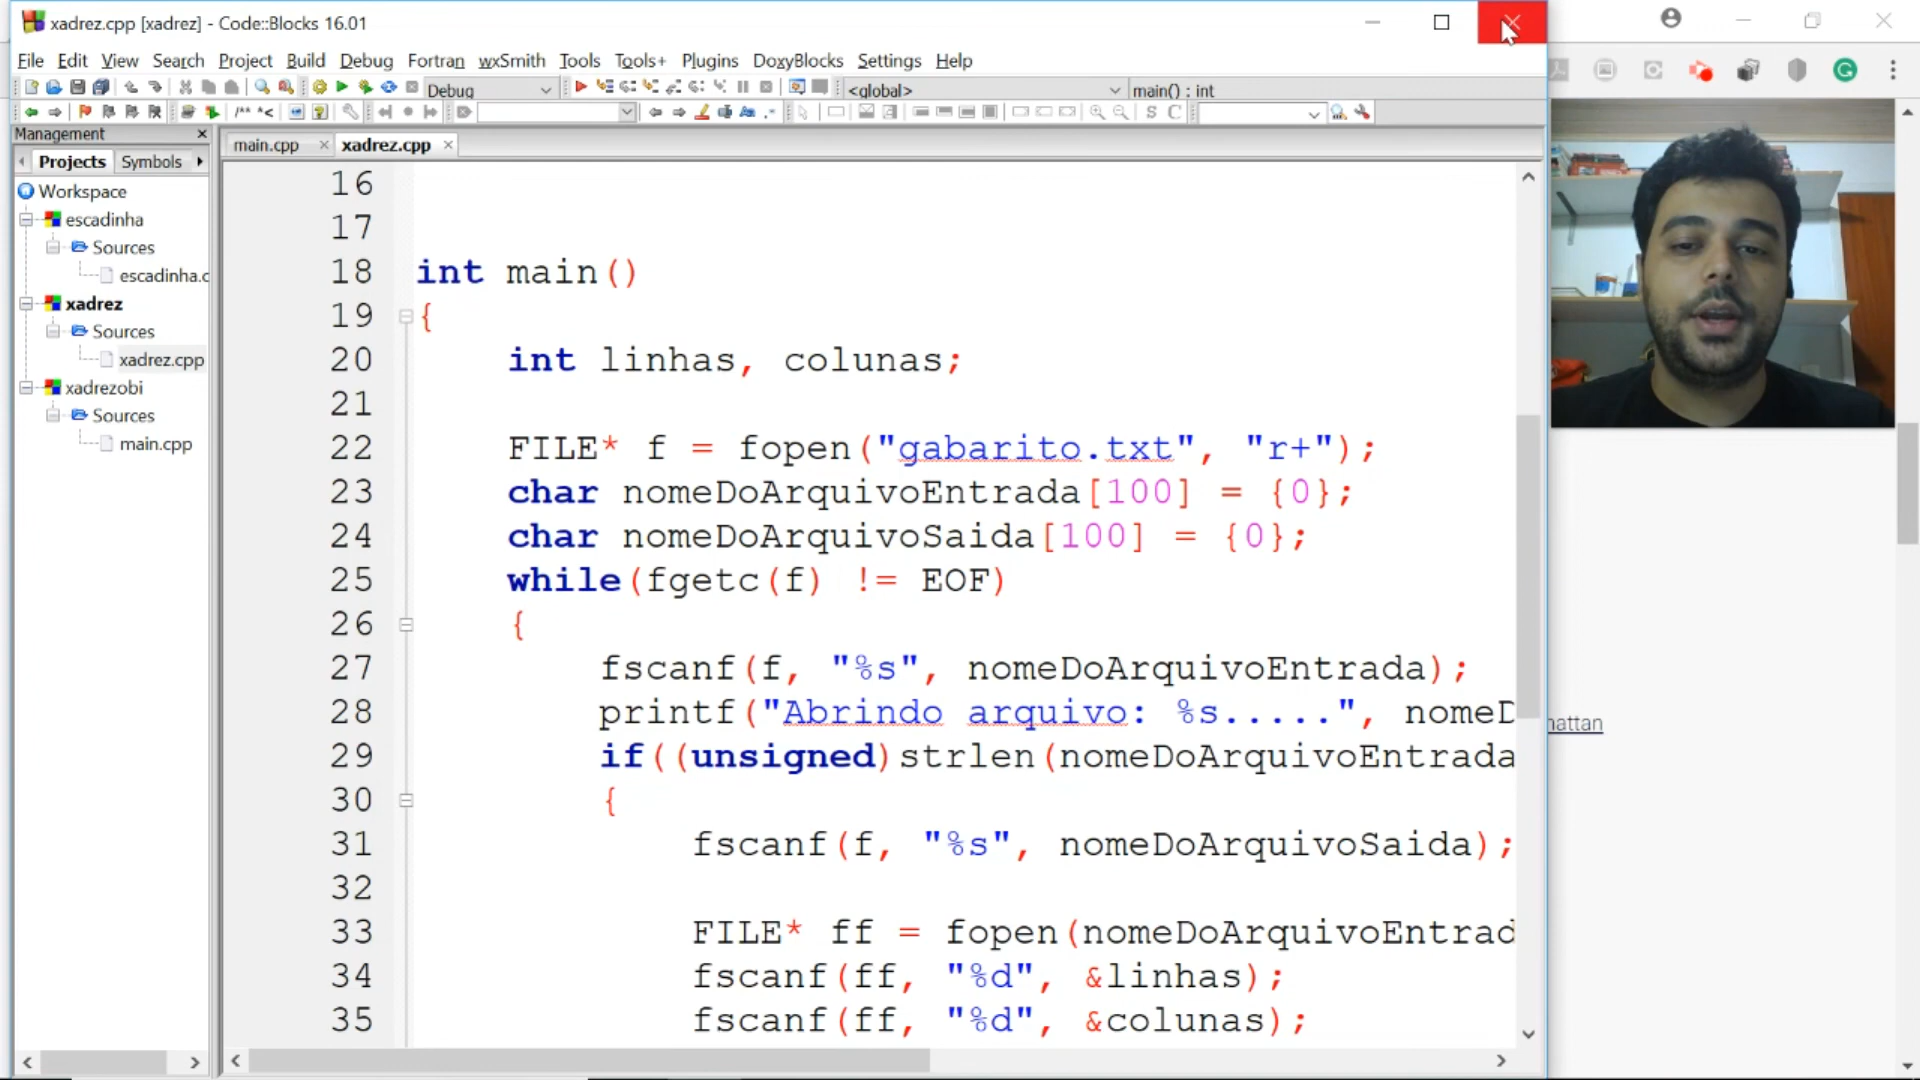 xadrez.cpp [xadrez] - Code::Blocks 16.01
File Edit View Search Project Build Debug Fortran wxSmith Tools Tools+ Plugins DoxyBlocks Settings Help
Debug
<global>
main() : int
Management
Projects Symbols
main.cpp
xadrez.cpp
Workspace
escadinha
Sources
escadinha.c
xadrez
Sources
xadrez.cpp
xadrezobi
Sources
main.cpp
16
17
18 int main()
19 {
20 int linhas, colunas;
21
22 FILE* f = fopen("gabarito.txt", "r+");
23 char nomeDoArquivoEntrada[100] = {0};
24 char nomeDoArquivoSaida[100] = {0};
25 while(fgetc(f) != EOF)
26 {
27 fscanf(f, "%s", nomeDoArquivoEntrada);
28 printf("Abrindo arquivo: %s.....", nomeD
29 if((unsigned)strlen(nomeDoArquivoEntrada
30 {
31 fscanf(f, "%s", nomeDoArquivoSaida);
32
33 FILE* ff = fopen(nomeDoArquivoEntrad
34 fscanf(ff, "%d", &linhas);
35 fscanf(ff, "%d", &colunas);
hattan